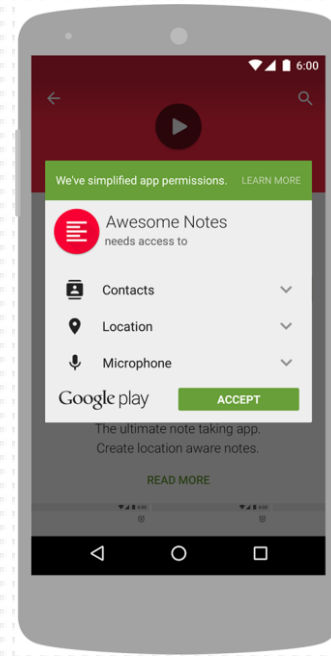 6:00
We've simplified app permissions. LEARN MORE
Awesome Notes
needs access to
Contacts
Location
Microphone
Google play ACCEPT
The ultimate note taking app.
Create location aware notes.
READ MORE